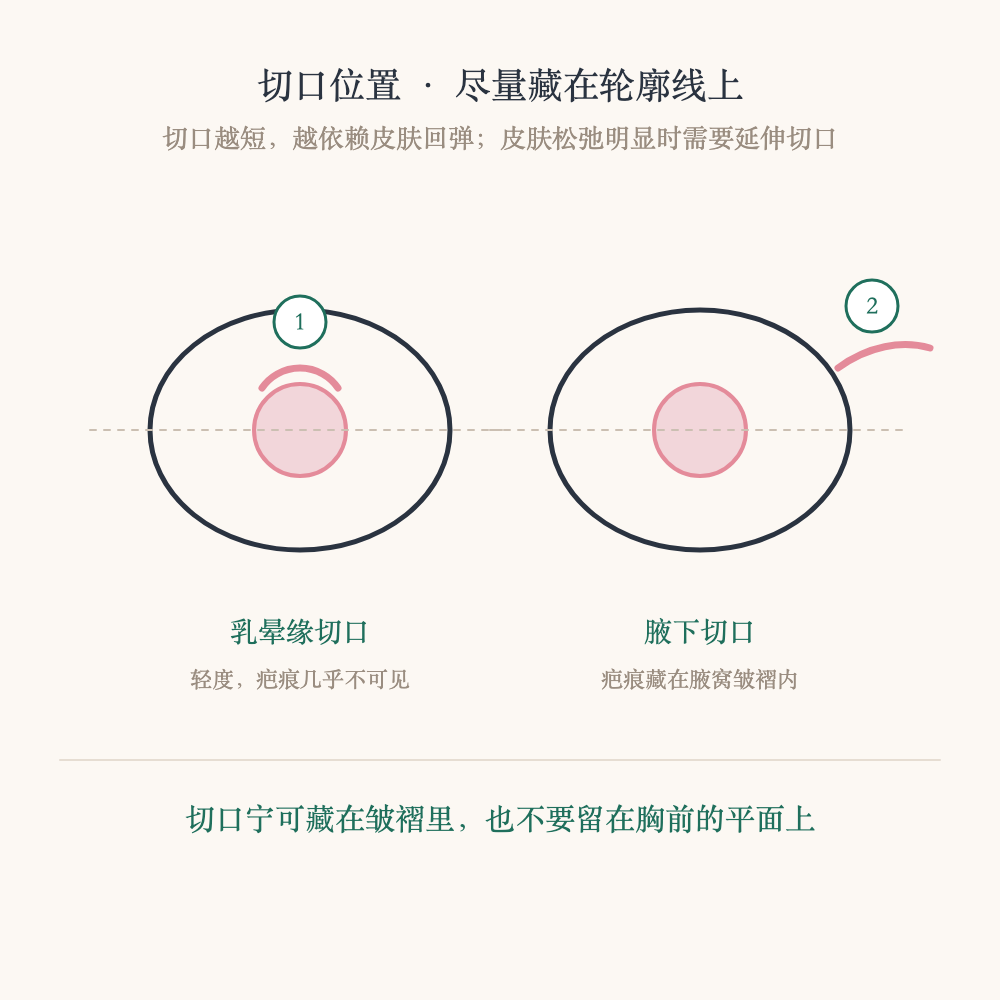 切口位置 · 尽量藏在轮廓线上
切口越短，越依赖皮肤回弹；皮肤松弛明显时需要延伸切口
1
2
乳晕缘切口
腋下切口
轻度，疤痕几乎不可见
疤痕藏在腋窝皱褶内
切口宁可藏在皱褶里，也不要留在胸前的平面上